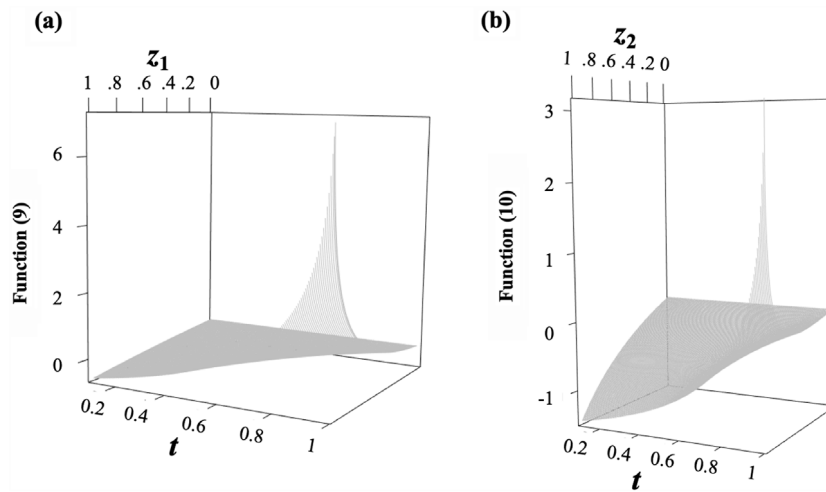 (a)
z1
1 .8 .6 .4 .2 0
Function (9)
6
4
2
0
0.2 0.4 0.6 0.8 1
t
(b)
z2
1 .8 .6 .4 .2 0
Function (10)
3
2
1
0
-1
0.2 0.4 0.6 0.8 1
t